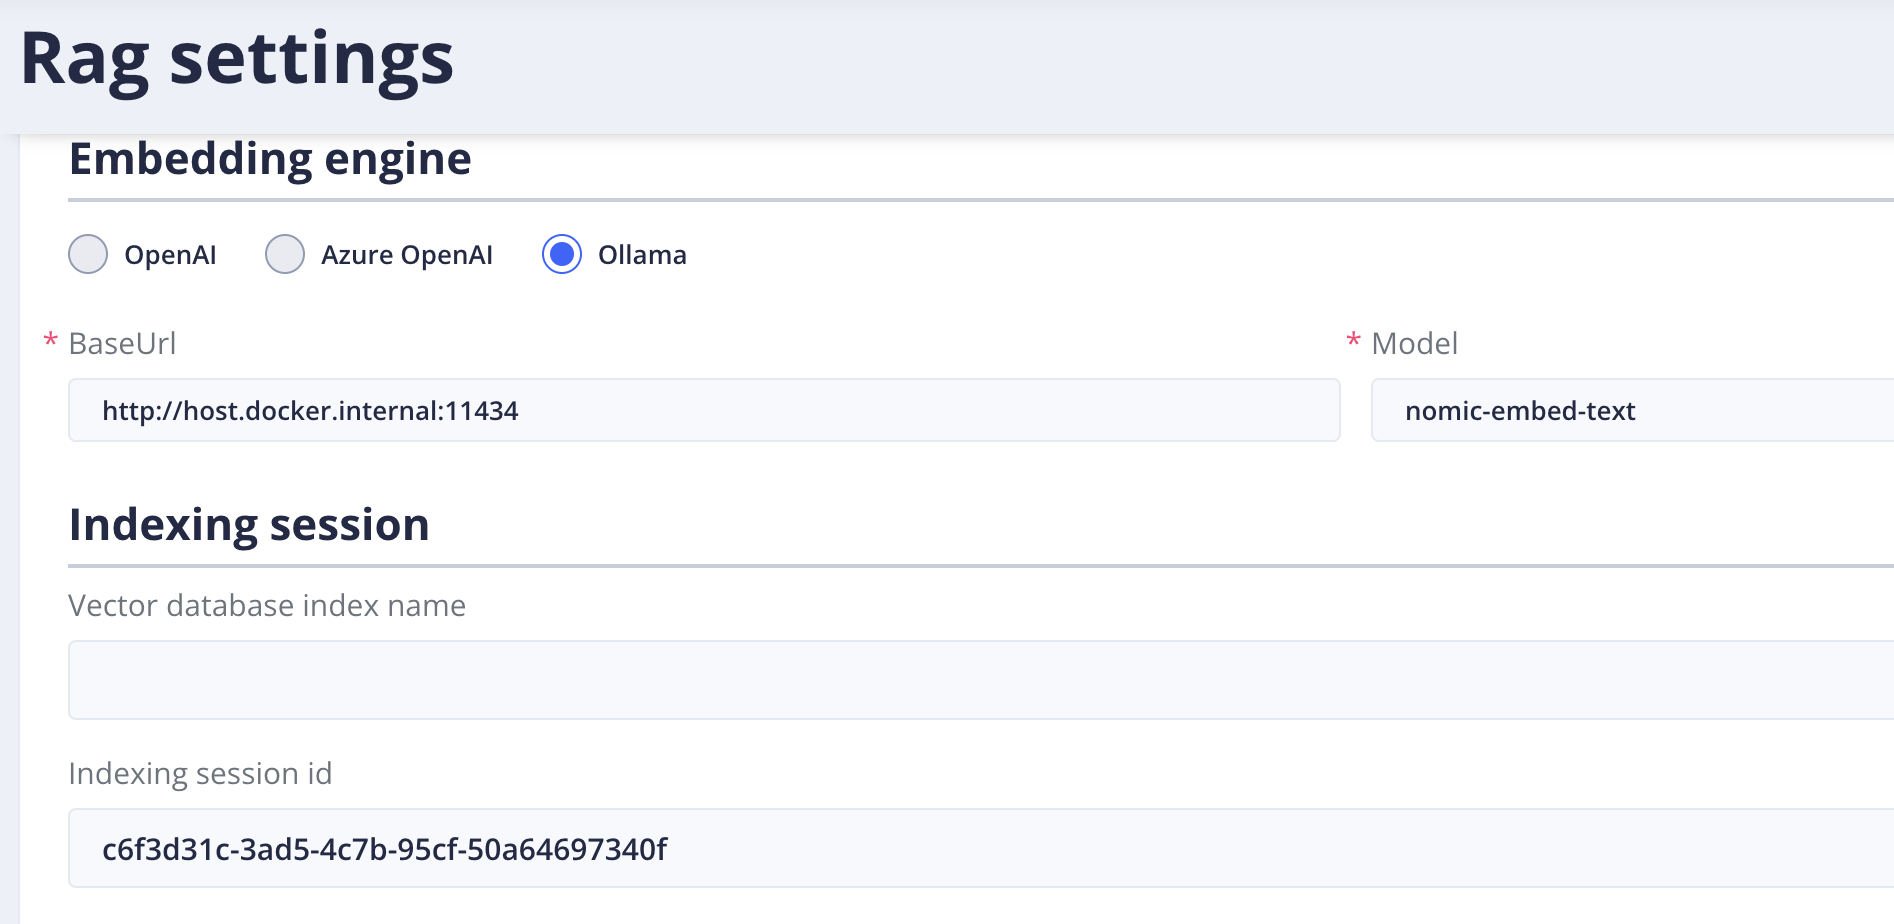 Rag settings
Embedding engine
OpenAI Azure OpenAI Ollama
* BaseUrl * Model
http://host.docker.internal:11434 nomic-embed-text
Indexing session
Vector database index name
Indexing session id
c6f3d31c-3ad5-4c7b-95cf-50a64697340f